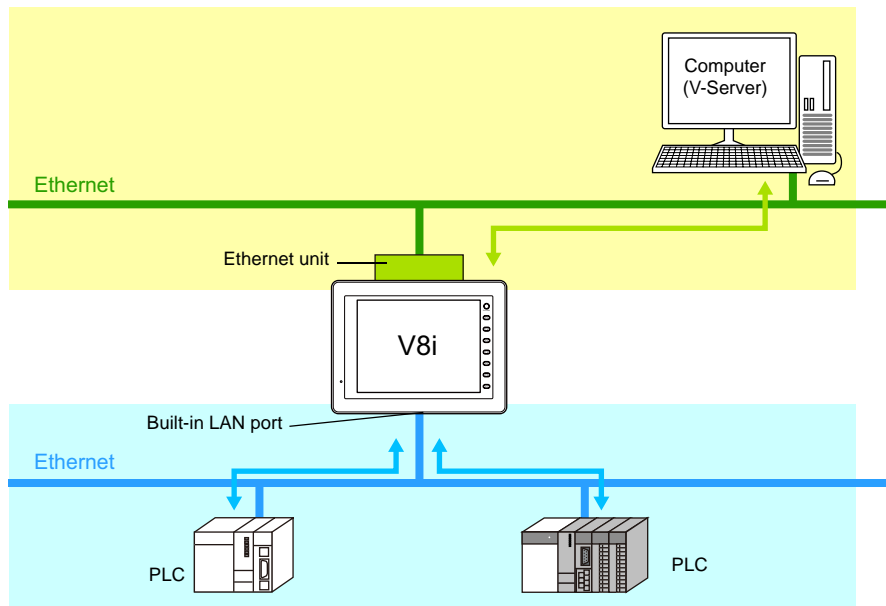 Computer
(V-Server)
Ethernet
Ethernet unit
V8i
Built-in LAN port
Ethernet
PLC
PLC